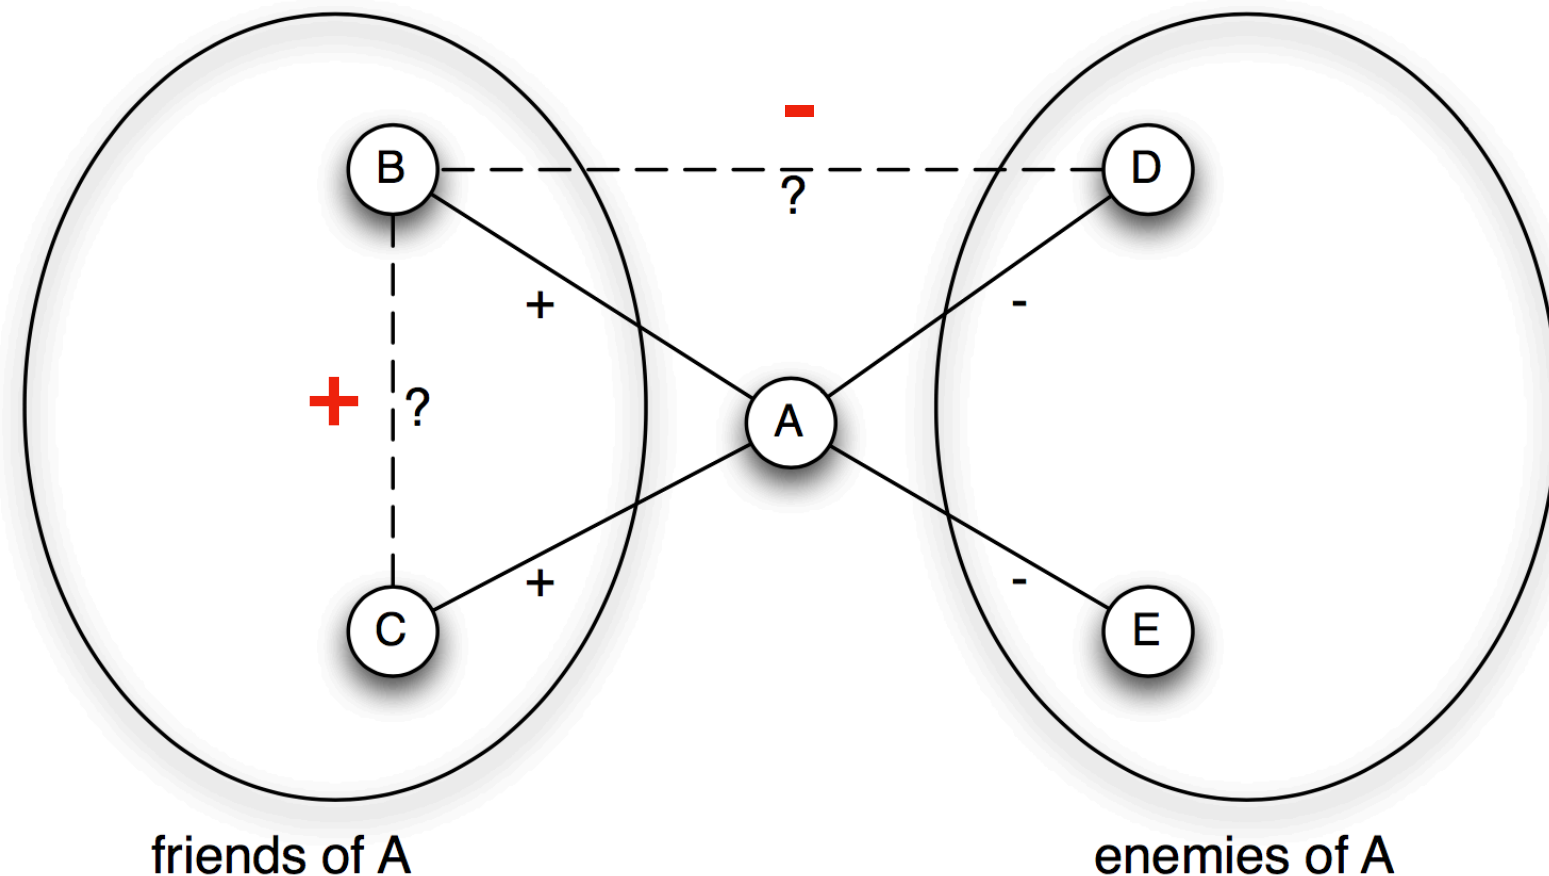 -
B
D
?
+
-
+
?
A
+
-
C
E
friends of A
enemies of A